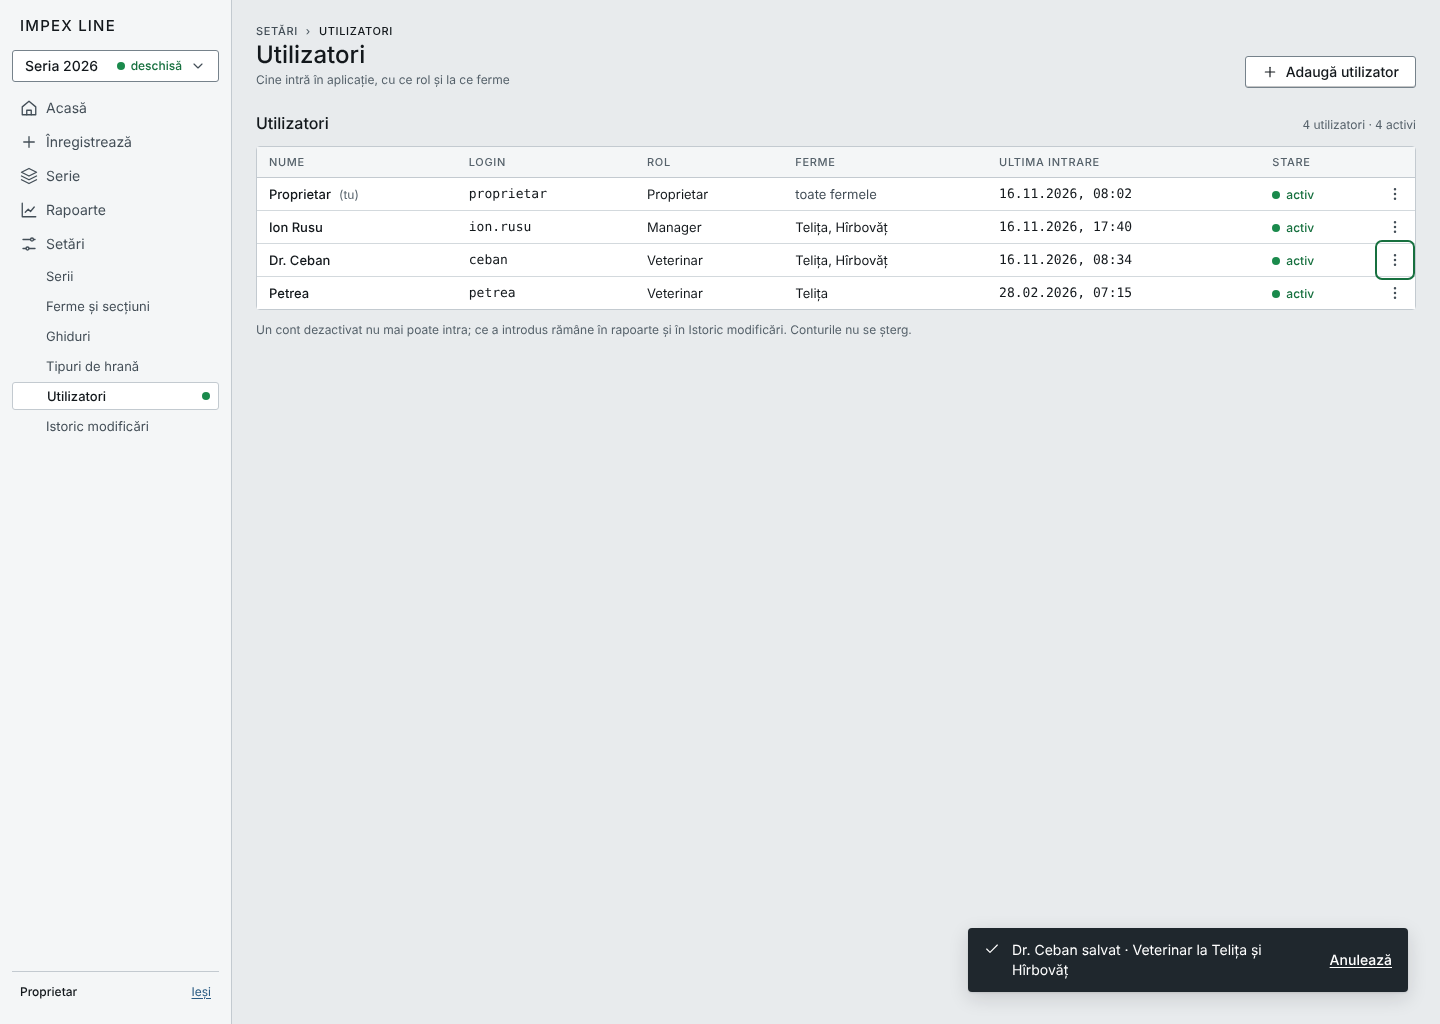 IMPEX LINE
Seria 2026 deschisă
Acasă
Înregistrează
Serie
Rapoarte
Setări
Serii
Ferme și secțiuni
Ghiduri
Tipuri de hrană
Utilizatori
Istoric modificări
Proprietar Ieși
SETĂRI › UTILIZATORI
Utilizatori
Cine intră în aplicație, cu ce rol și la ce ferme
Adaugă utilizator
Utilizatori 4 utilizatori · 4 activi
NUME LOGIN ROL FERME ULTIMA INTRARE STARE
Proprietar (tu) proprietar Proprietar toate fermele 16.11.2026, 08:02 activ
Ion Rusu ion.rusu Manager Telița, Hîrbovăț 16.11.2026, 17:40 activ
Dr. Ceban ceban Veterinar Telița, Hîrbovăț 16.11.2026, 08:34 activ
Petrea petrea Veterinar Telița 28.02.2026, 07:15 activ
Un cont dezactivat nu mai poate intra; ce a introdus rămâne în rapoarte și în Istoric modificări. Conturile nu se șterg.
Dr. Ceban salvat · Veterinar la Telița și
Hîrbovăț
Anulează